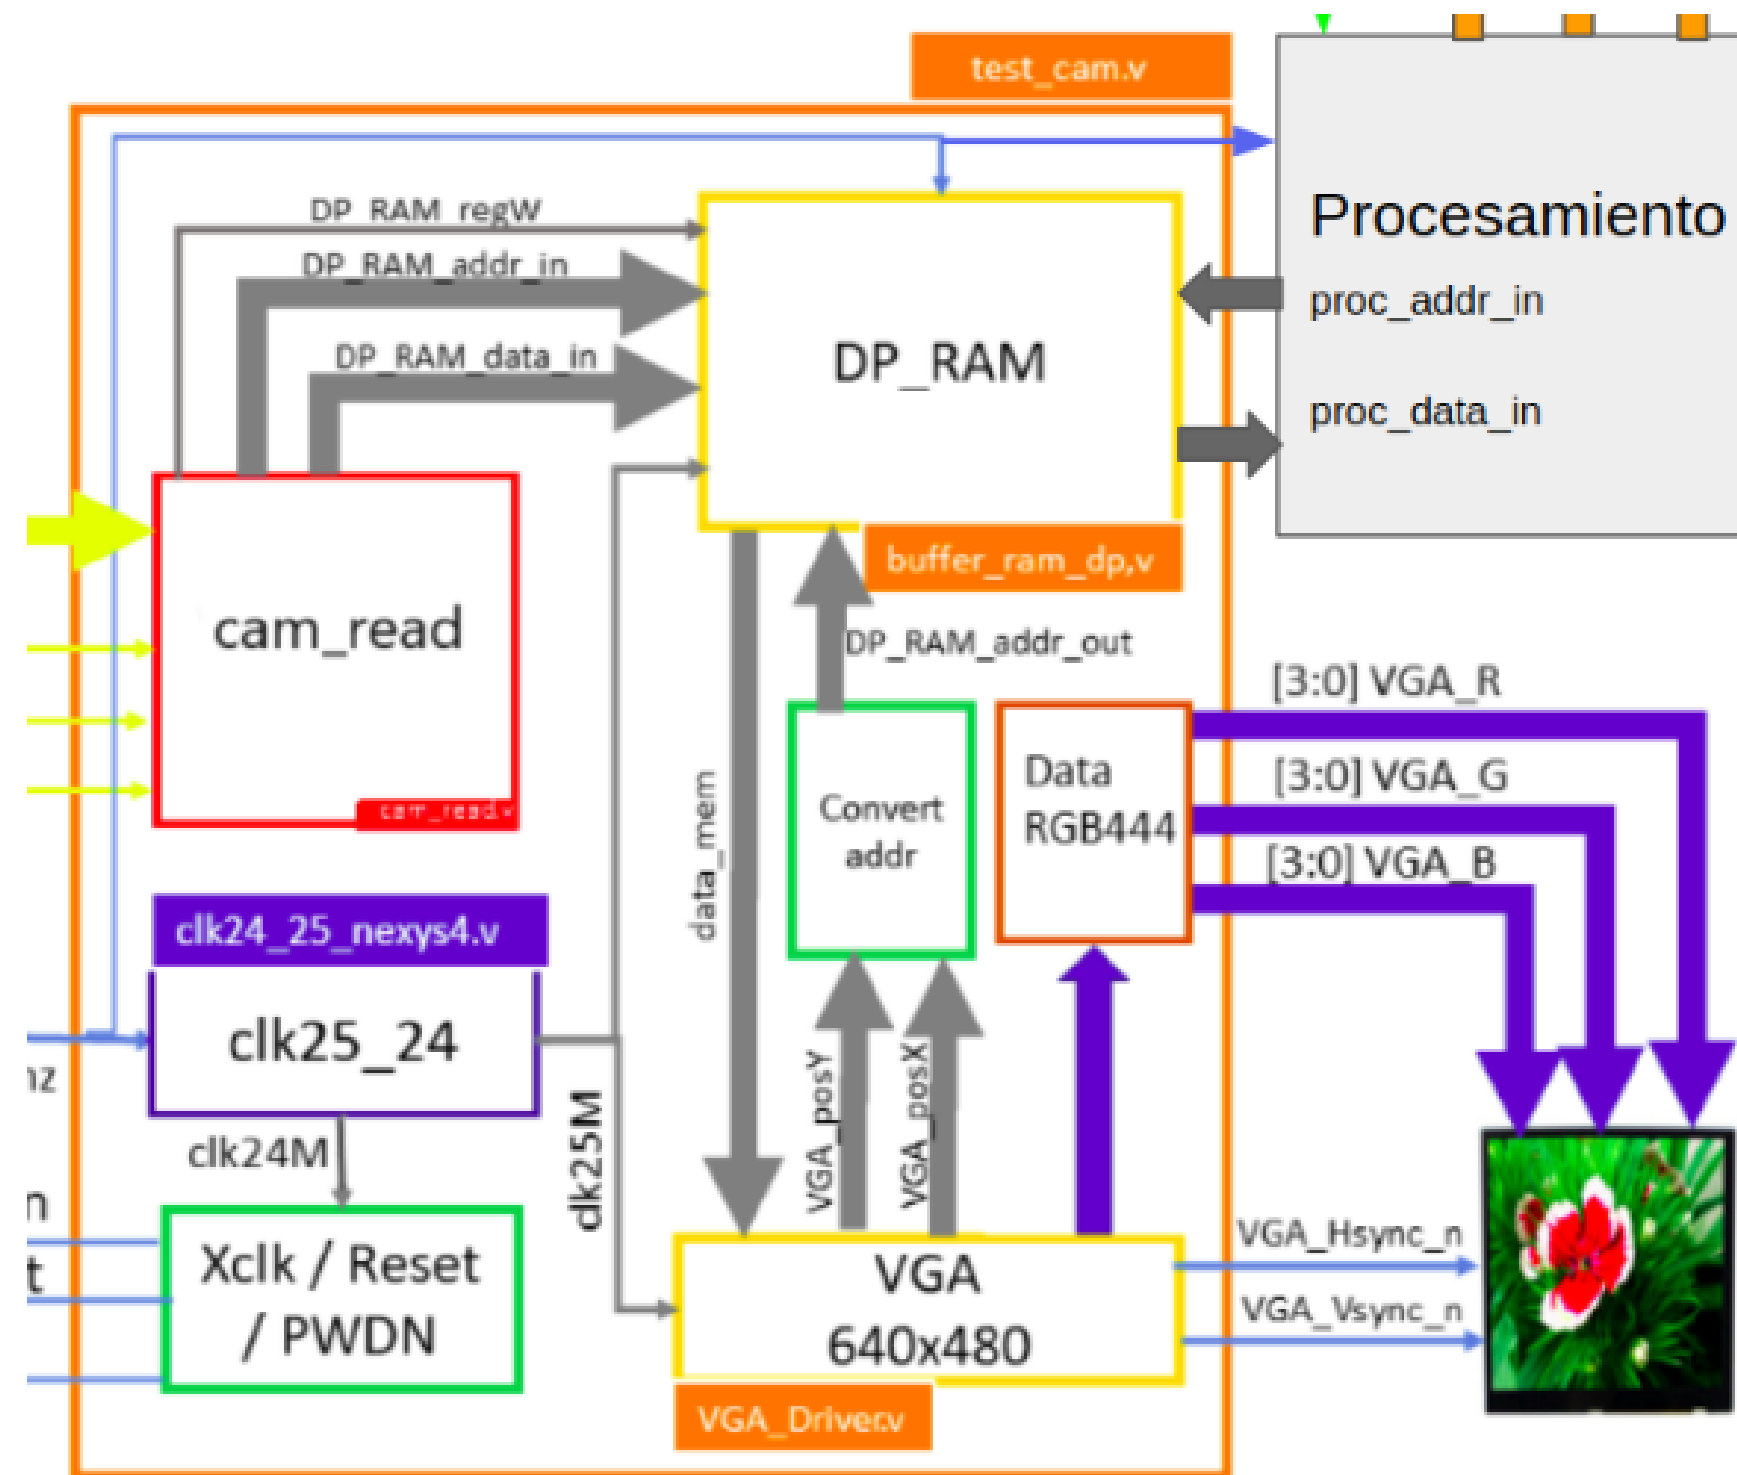 test_cam.v
Procesamiento
proc_addr_in
proc_data_in
DP_RAM_regW
DP_RAM_addr_in
DP_RAM_data_in
DP_RAM
buffer_ram_dp,v
cam_read
cam_read.v
DP_RAM_addr_out
data_mem
Convert
addr
Data
RGB444
[3:0] VGA_R
[3:0] VGA_G
[3:0] VGA_B
clk24_25_nexys4.v
clk25_24
nz
clk24M
clk25M
n
t
Xclk / Reset
/ PWDN
VGA_posY
VGA_posX
VGA
640x480
VGA_Driver.v
VGA_Hsync_n
VGA_Vsync_n